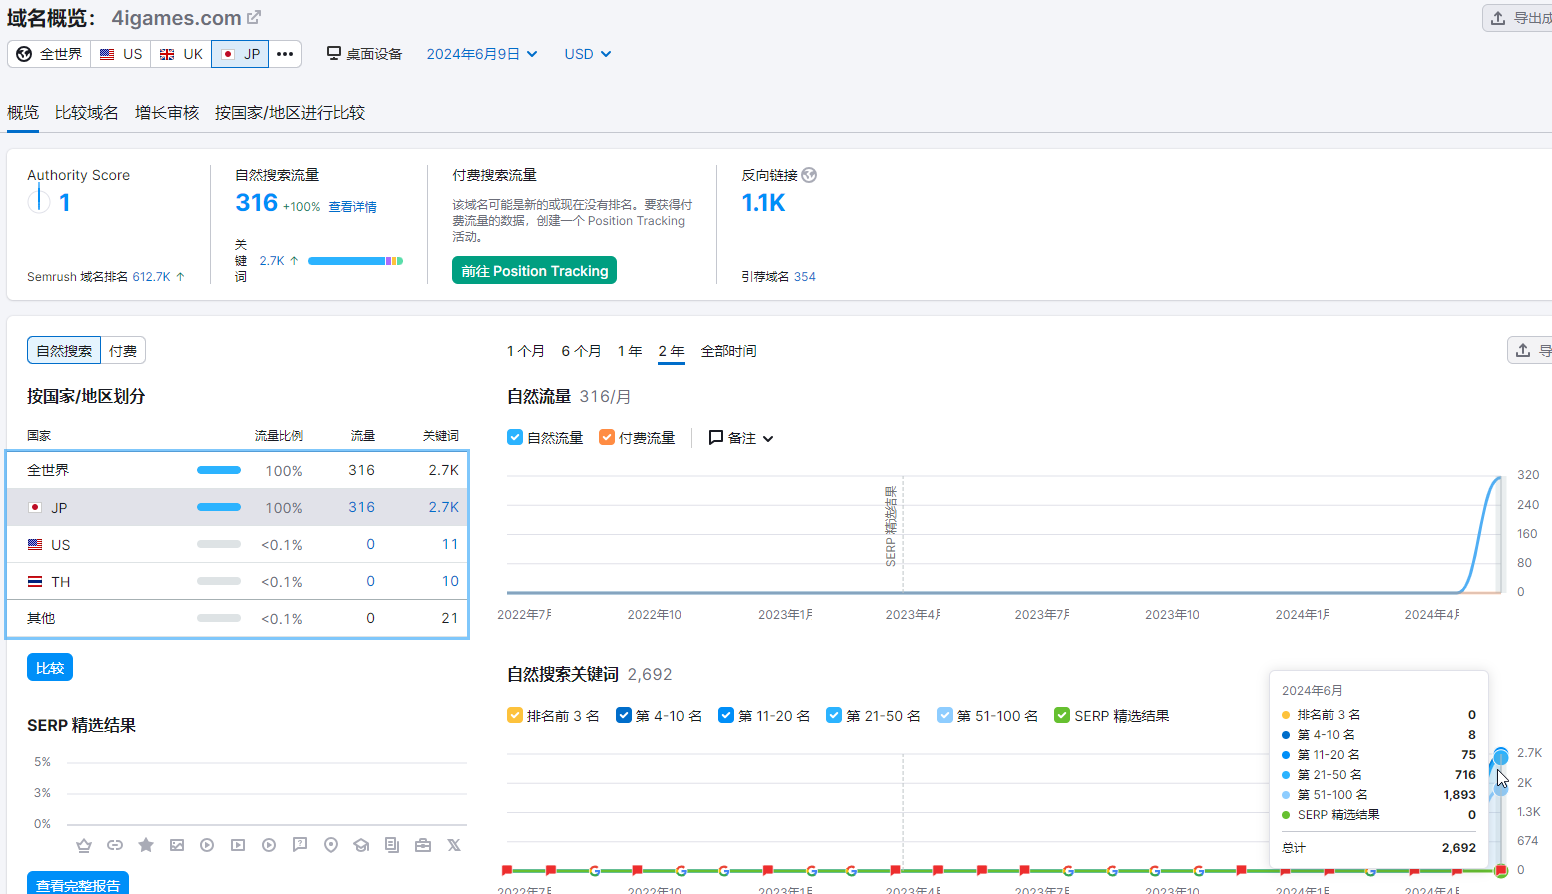 域名概览： 4igames.com
导出成
全世界 US UK JP ••• 桌面设备 2024年6月9日 USD
概览 比较域名 增长审核 按国家/地区进行比较
Authority Score
1
Semrush 域名排名 612.7K ↑
自然搜索流量
316 +100% 查看详情
关键词 2.7K ↑
付费搜索流量
该域名可能是新的或现在没有排名。要获得付
费流量的数据，创建一个 Position Tracking
活动。
前往 Position Tracking
反向链接
1.1K
引荐域名 354
自然搜索 付费
按国家/地区划分
国家 流量比例 流量 关键词
全世界 100% 316 2.7K
JP 100% 316 2.7K
US <0.1% 0 11
TH <0.1% 0 10
其他 <0.1% 0 21
比较
SERP 精选结果
5%
3%
0%
查看完整报告
1 个月 6 个月 1 年 2 年 全部时间
导
自然流量 316/月
自然流量 付费流量 备注
SERP 精选结果
320
240
160
80
0
2022年7月 2022年10 2023年1月 2023年4月 2023年7月 2023年10 2024年1月 2024年4月
自然搜索关键词 2,692
排名前 3 名 第 4-10 名 第 11-20 名 第 21-50 名 第 51-100 名 SERP 精选结果
2024年6月
排名前 3 名 0
第 4-10 名 8
第 11-20 名 75
第 21-50 名 716
第 51-100 名 1,893
SERP 精选结果 0
总计 2,692
2.7K
2K
1.3K
674
0
2022年7月 2022年10 2023年1月 2023年4月 2023年7月 2023年10 2024年1月 2024年4月